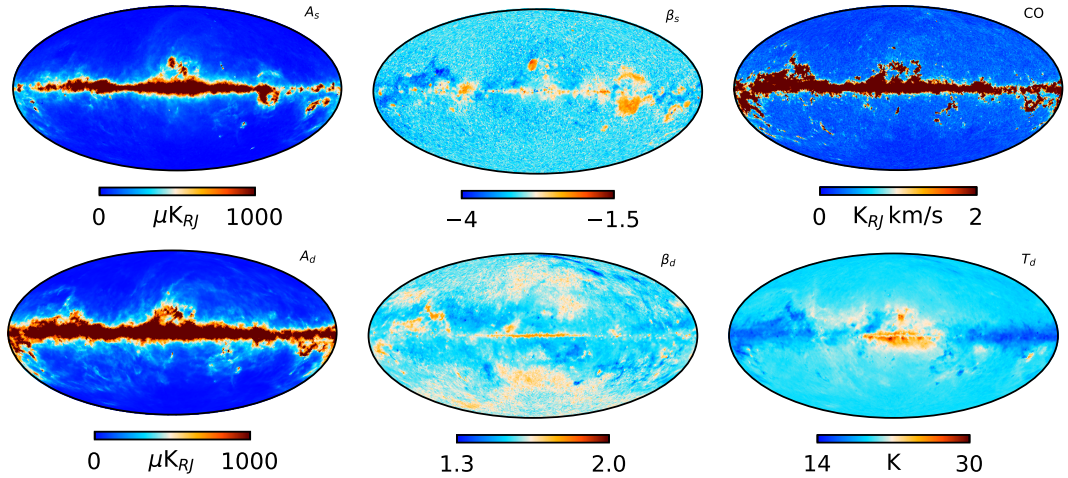 A_s
β_s
CO
0 μK_RJ 1000
−4 −1.5
0 K_RJ km/s 2
A_d
β_d
T_d
0 μK_RJ 1000
1.3 2.0
14 K 30